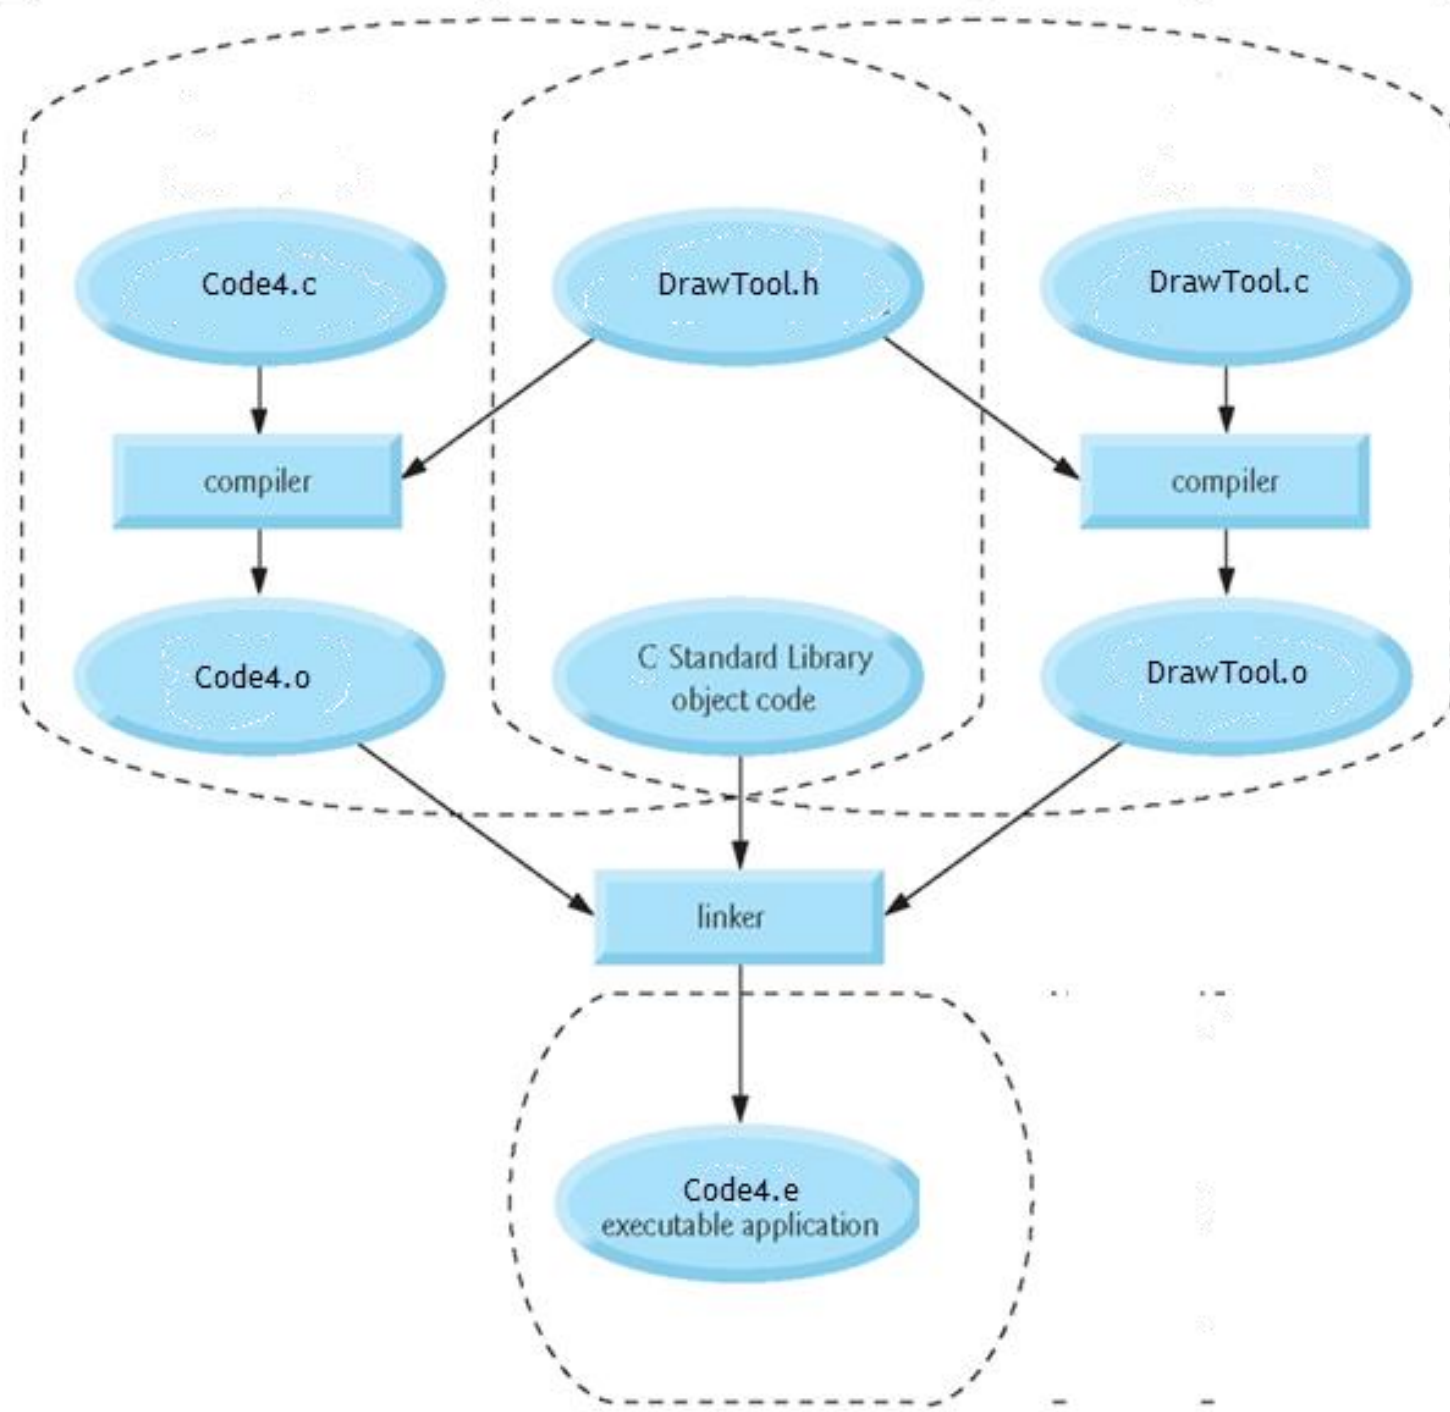 Code4.c
DrawTool.h
DrawTool.c
compiler
compiler
Code4.o
C Standard Library
object code
DrawTool.o
linker
Code4.e
executable application